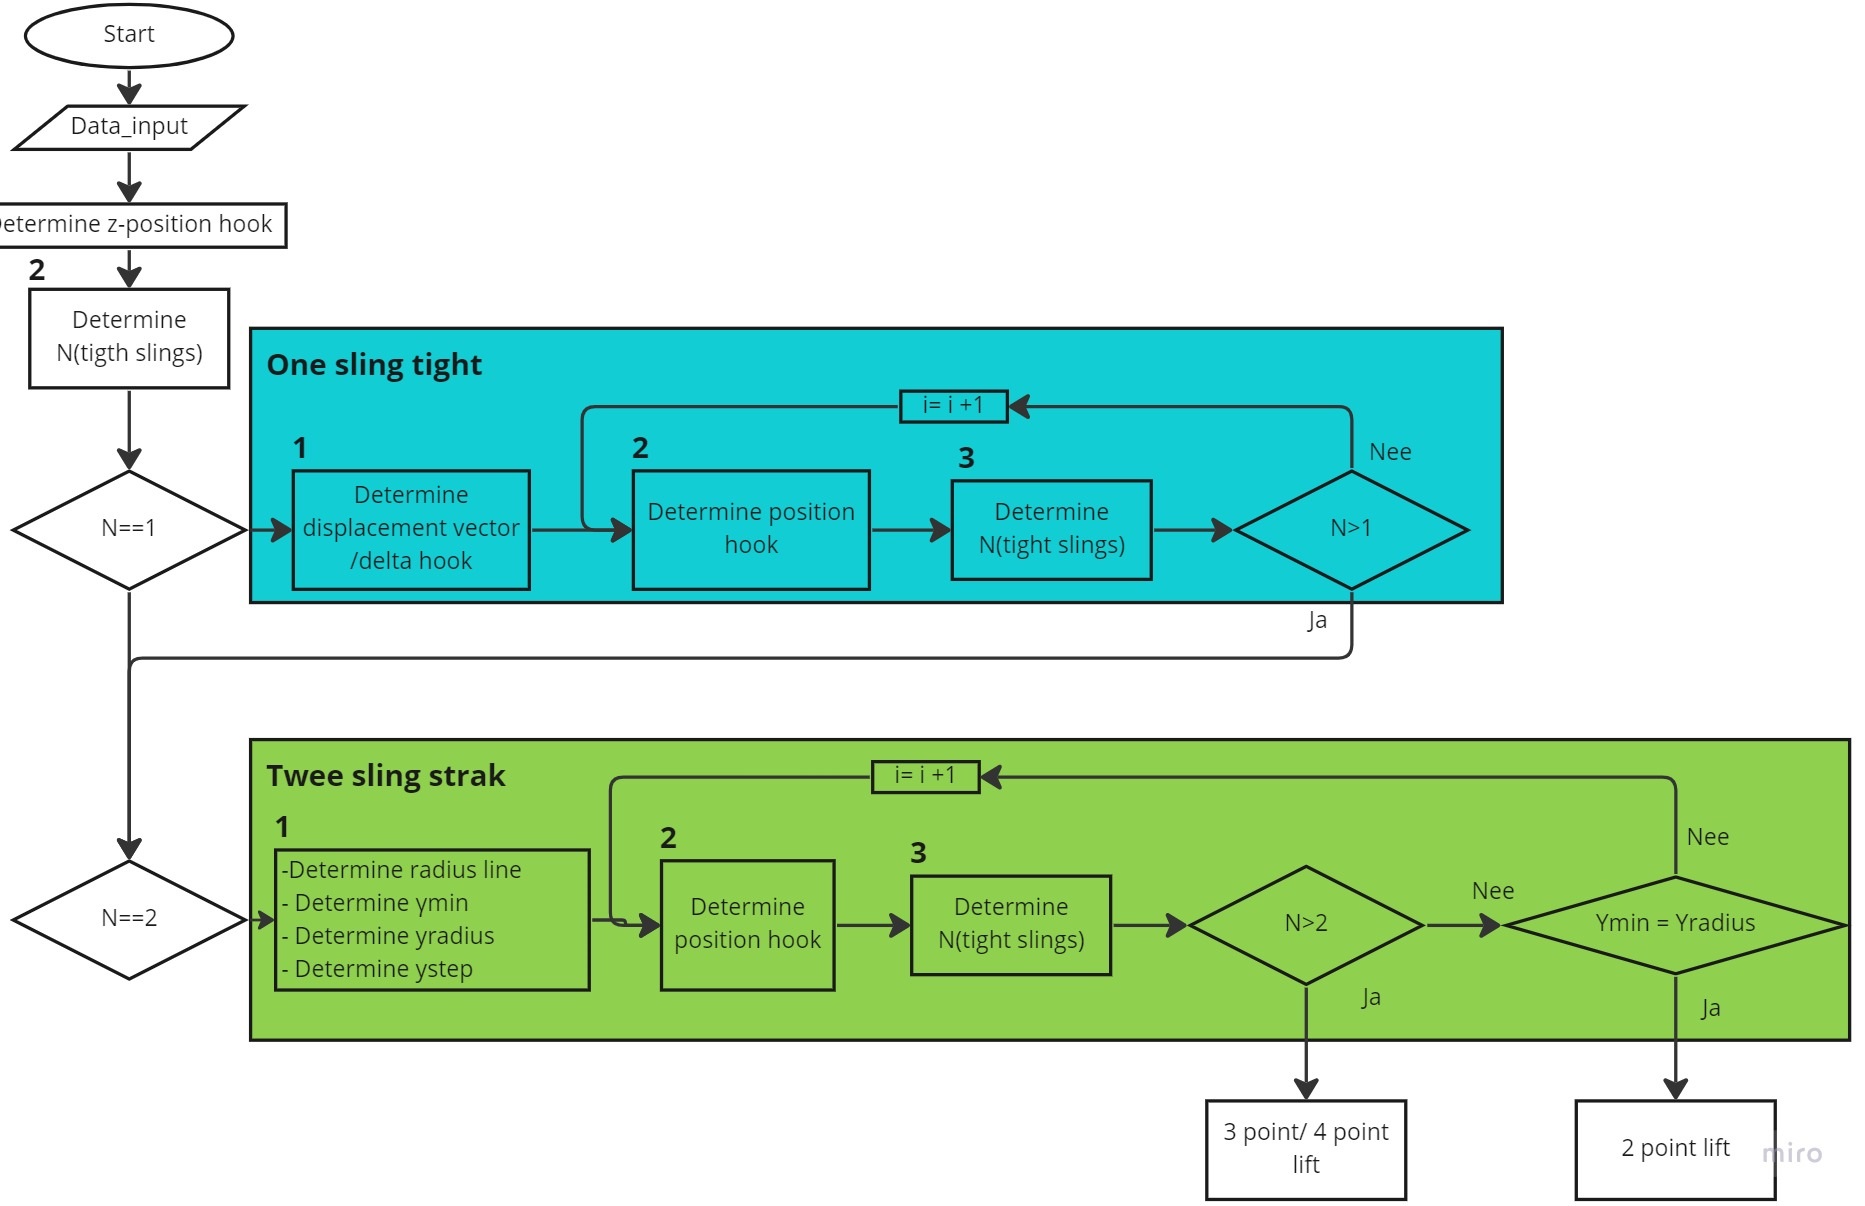 Start
Data_input
etermine z-position hook
2
Determine
N(tigth slings)
One sling tight
i= i +1
Nee
1
Determine
displacement vector
/delta hook
2
Determine position
hook
3
Determine
N(tight slings)
N>1
N==1
Ja
Twee sling strak
i= i +1
Nee
1
-Determine radius line
- Determine ymin
- Determine yradius
- Determine ystep
2
Determine
position hook
3
Determine
N(tight slings)
N>2
Nee
Ymin = Yradius
N==2
Ja
Ja
3 point/ 4 point
lift
2 point lift
miro